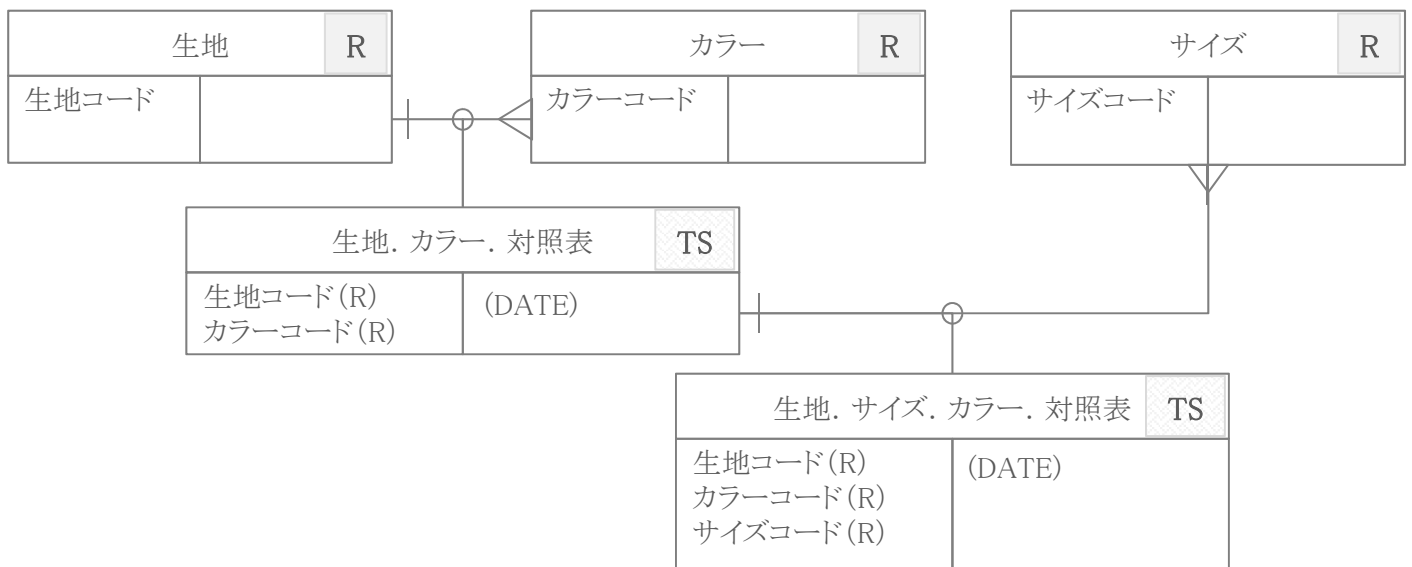 生地 R
生地コード
カラー R
カラーコード
サイズ R
サイズコード
生地. カラー. 対照表 TS
生地コード(R)
カラーコード(R)
(DATE)
生地. サイズ. カラー. 対照表 TS
生地コード(R)
カラーコード(R)
サイズコード(R)
(DATE)